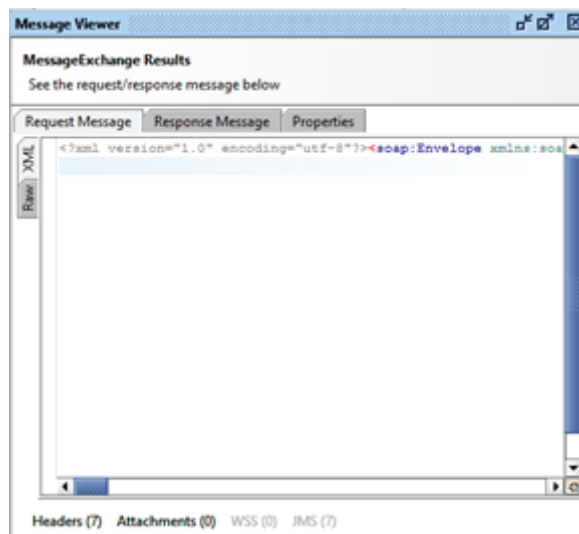 Message Viewer
MessageExchange Results
See the request/response message below
Request Message Response Message Properties
XML
Raw
<?xml version="1.0" encoding="utf-8"?><soap:Envelope xmlns:soa
Headers (7) Attachments (0) WSS (0) JMS (7)